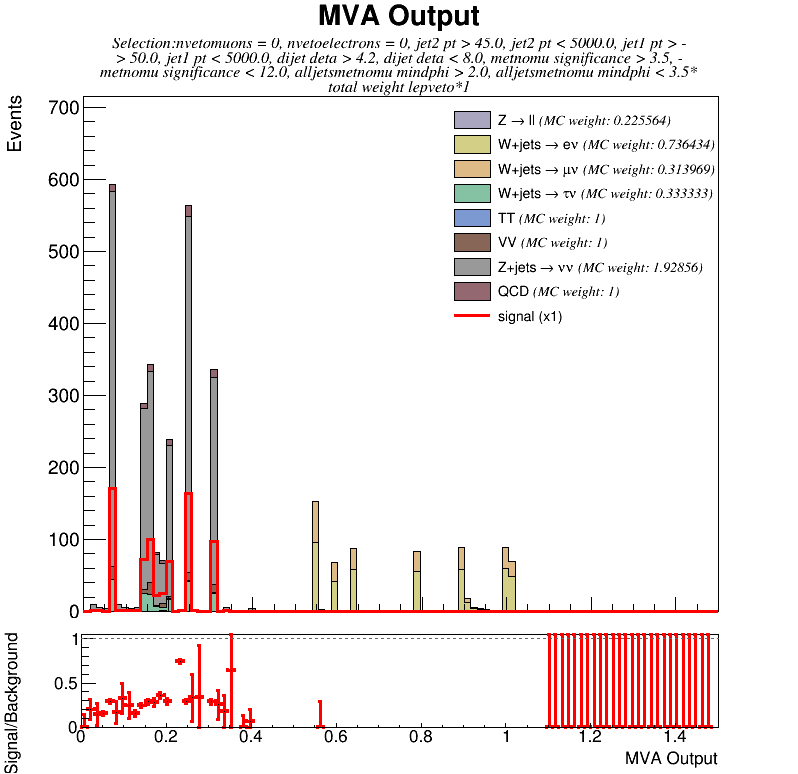 MVA Output
Selection:nvetomuons = 0, nvetoelectrons = 0, jet2 pt > 45.0, jet2 pt < 5000.0, jet1 pt > -
> 50.0, jet1 pt < 5000.0, dijet deta > 4.2, dijet deta < 8.0, metnomu significance > 3.5, -
metnomu significance < 12.0, alljetsmetnomu mindphi > 2.0, alljetsmetnomu mindphi < 3.5*
total weight lepveto*1
Events
700
600
500
400
300
200
100
0
Z → ll (MC weight: 0.225564)
W+jets → eν (MC weight: 0.736434)
W+jets → μν (MC weight: 0.313969)
W+jets → τν (MC weight: 0.333333)
TT (MC weight: 1)
VV (MC weight: 1)
Z+jets → νν (MC weight: 1.92856)
QCD (MC weight: 1)
signal (x1)
Signal/Background
1
0.5
0
0 0.2 0.4 0.6 0.8 1 1.2 1.4
MVA Output